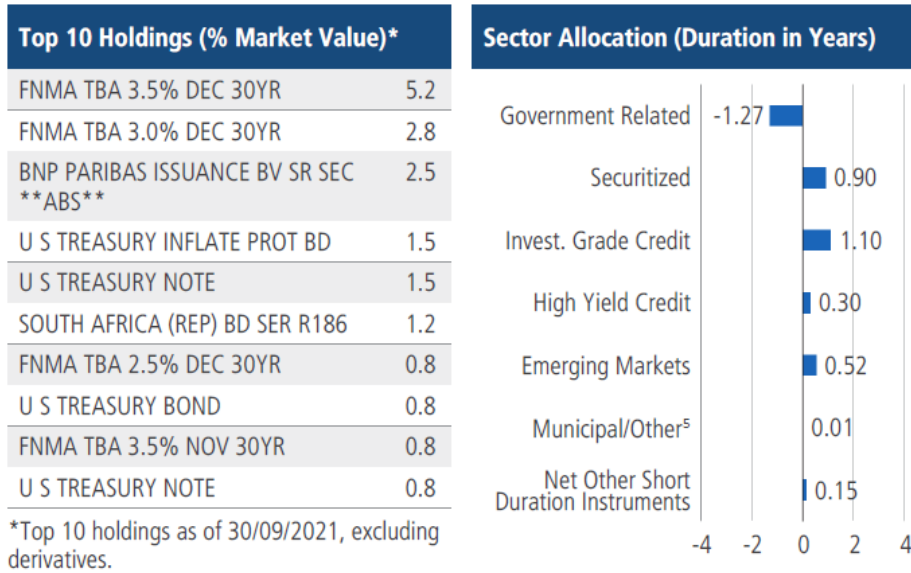 Top 10 Holdings (% Market Value)*
FNMA TBA 3.5% DEC 30YR 5.2
FNMA TBA 3.0% DEC 30YR 2.8
BNP PARIBAS ISSUANCE BV SR SEC 2.5
**ABS**
U S TREASURY INFLATE PROT BD 1.5
U S TREASURY NOTE 1.5
SOUTH AFRICA (REP) BD SER R186 1.2
FNMA TBA 2.5% DEC 30YR 0.8
U S TREASURY BOND 0.8
FNMA TBA 3.5% NOV 30YR 0.8
U S TREASURY NOTE 0.8
*Top 10 holdings as of 30/09/2021, excluding
derivatives.
Sector Allocation (Duration in Years)
Government Related -1.27
Securitized 0.90
Invest. Grade Credit 1.10
High Yield Credit 0.30
Emerging Markets 0.52
Municipal/Other⁵ 0.01
Net Other Short
Duration Instruments 0.15
-4 -2 0 2 4